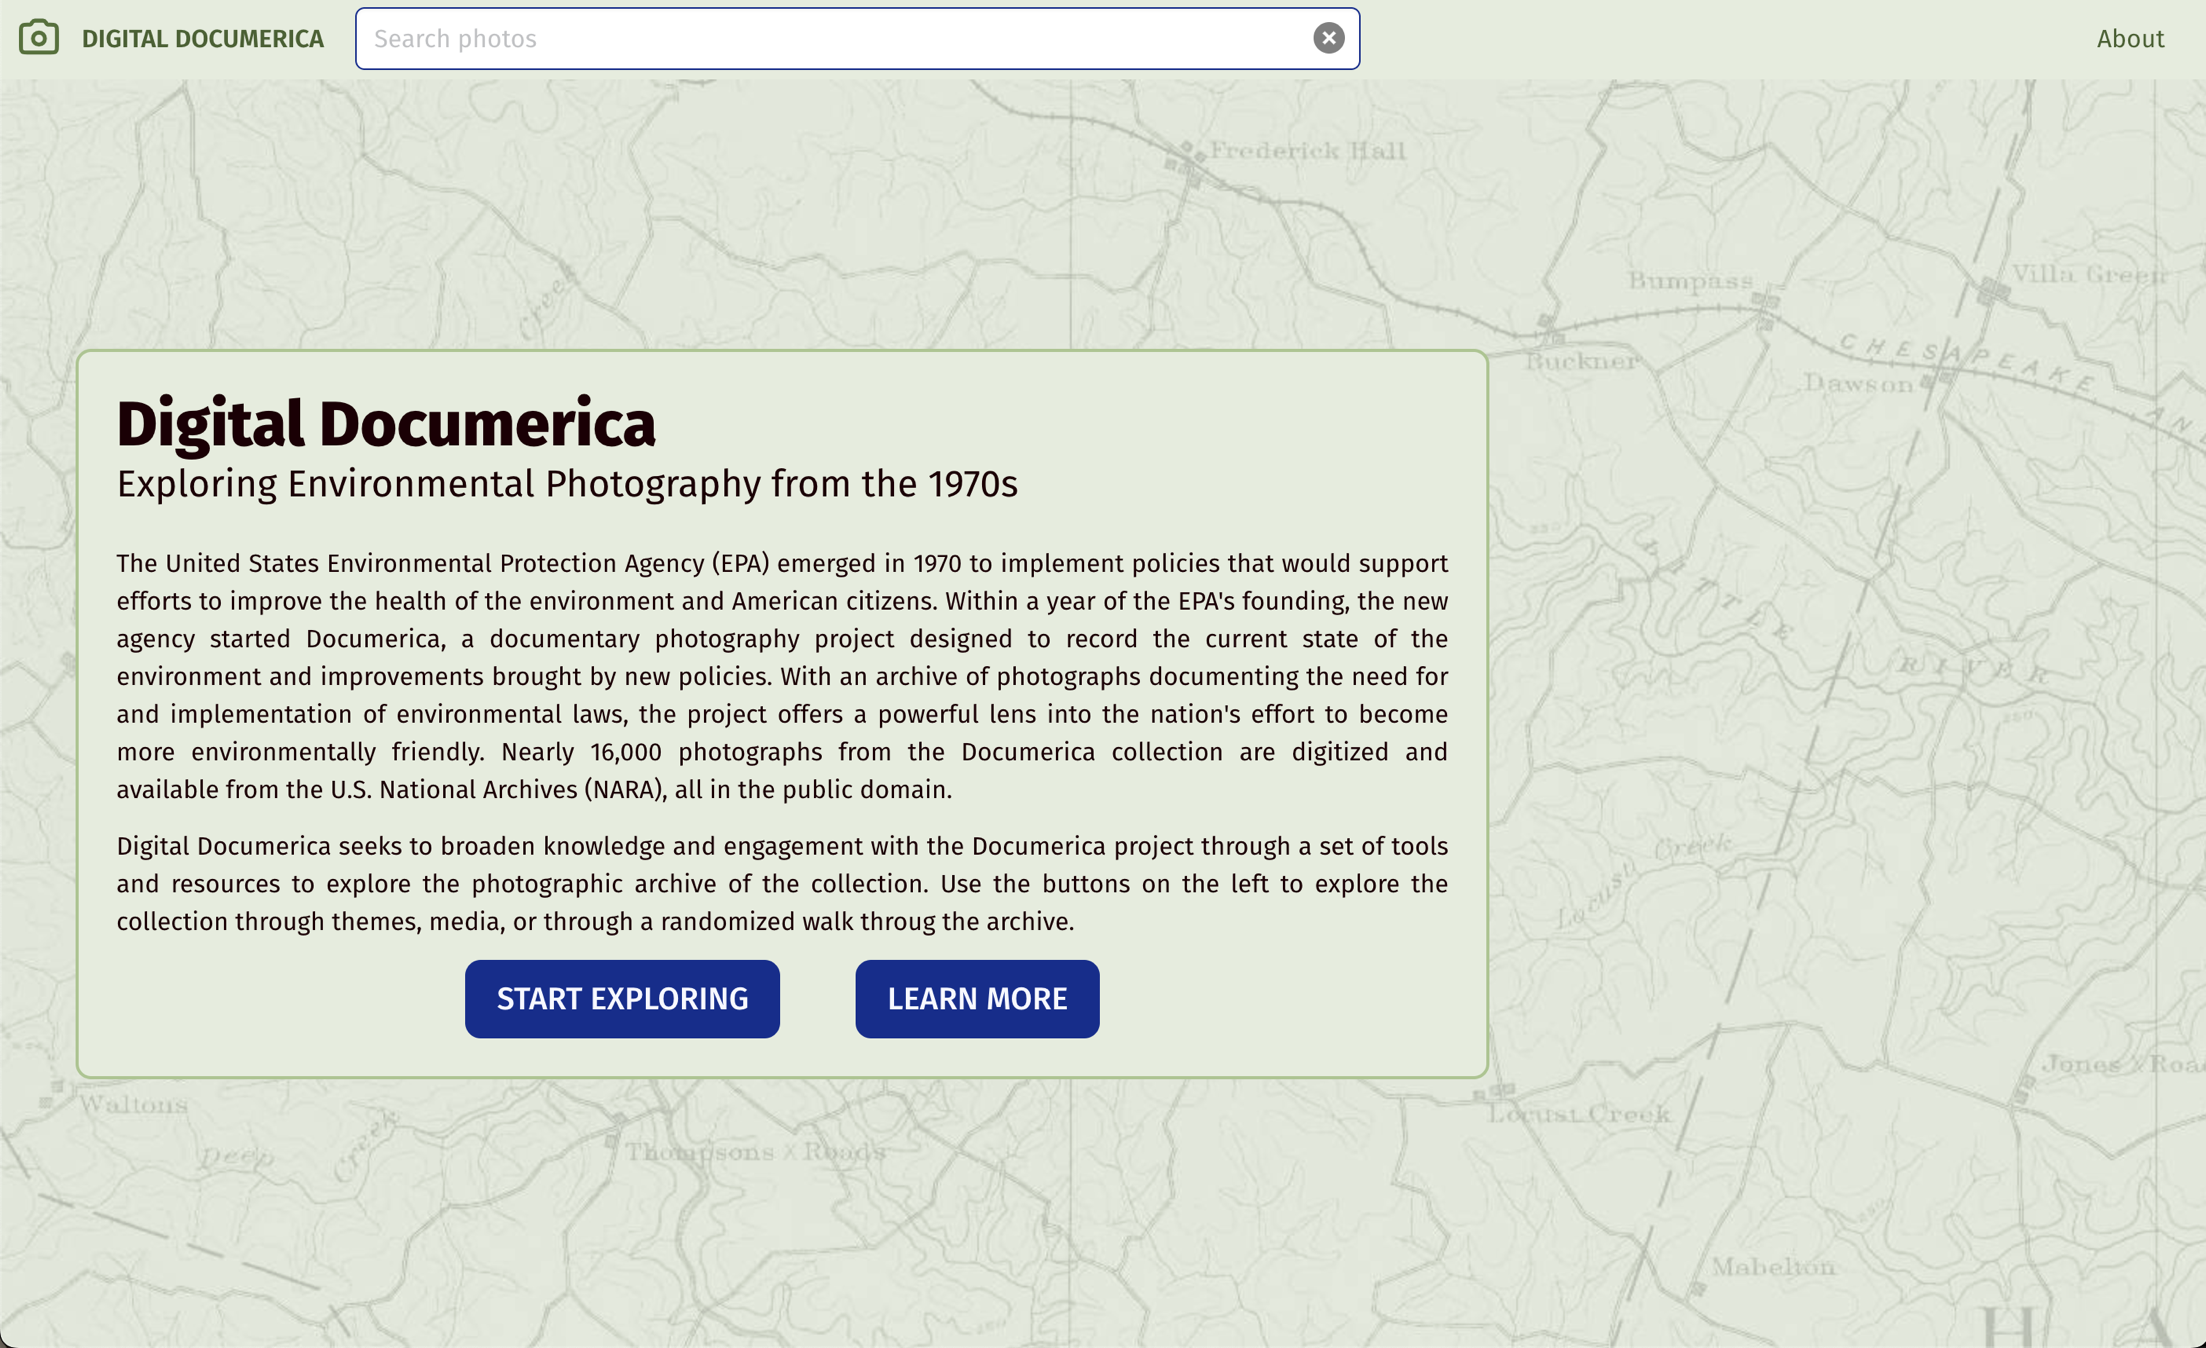 DIGITAL DOCUMERICA
Search photos
About
Frederick Hall
Bumpass
Villa Green
Buckner
CHESAPEAKE
AN
Dawson
Creek
Digital Documerica
Exploring Environmental Photography from the 1970s
The United States Environmental Protection Agency (EPA) emerged in 1970 to implement policies that would support
efforts to improve the health of the environment and American citizens. Within a year of the EPA's founding, the new
agency started Documerica, a documentary photography project designed to record the current state of the
environment and improvements brought by new policies. With an archive of photographs documenting the need for
and implementation of environmental laws, the project offers a powerful lens into the nation's effort to become
more environmentally friendly. Nearly 16,000 photographs from the Documerica collection are digitized and
available from the U.S. National Archives (NARA), all in the public domain.
Digital Documerica seeks to broaden knowledge and engagement with the Documerica project through a set of tools
and resources to explore the photographic archive of the collection. Use the buttons on the left to explore the
collection through themes, media, or through a randomized walk throug the archive.
START EXPLORING
LEARN MORE
RIVER
Locust Creek
Jones X Roa
Locust Creek
Waltons
Deep Creek
Thompsons X Roads
Mabelton
H A